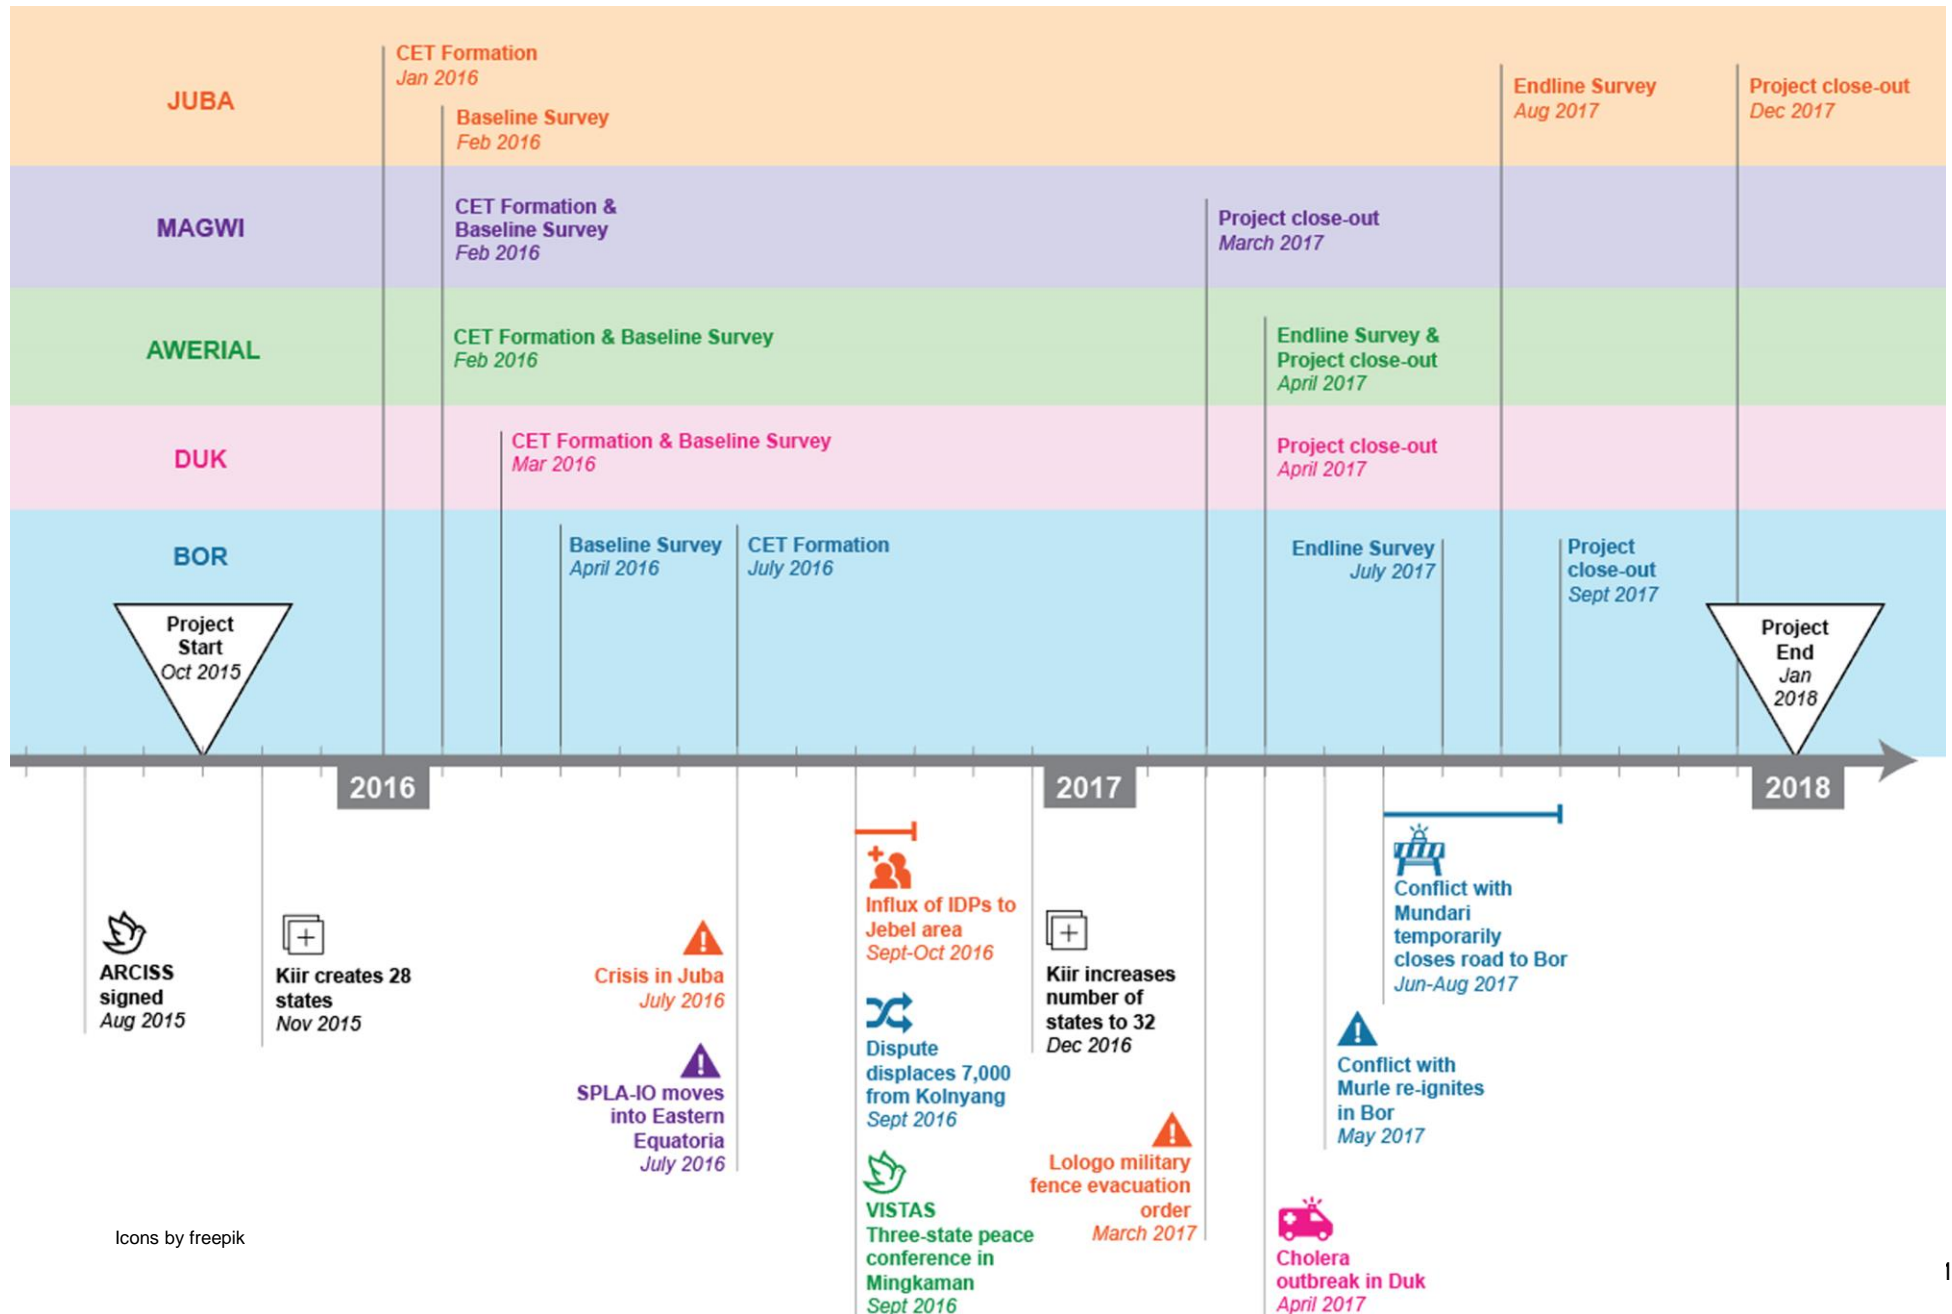 JUBA
CET Formation
Jan 2016
Baseline Survey
Feb 2016
Endline Survey
Aug 2017
Project close-out
Dec 2017
MAGWI
CET Formation &
Baseline Survey
Feb 2016
Project close-out
March 2017
AWERIAL
CET Formation & Baseline Survey
Feb 2016
Endline Survey &
Project close-out
April 2017
DUK
CET Formation & Baseline Survey
Mar 2016
Project close-out
April 2017
BOR
Baseline Survey
April 2016
CET Formation
July 2016
Endline Survey
July 2017
Project
close-out
Sept 2017
Project
Start
Oct 2015
Project
End
Jan
2018
2016
2017
2018
ARCISS
signed
Aug 2015
Kiir creates 28
states
Nov 2015
Crisis in Juba
July 2016
SPLA-IO moves
into Eastern
Equatoria
July 2016
Influx of IDPs to
Jebel area
Sept-Oct 2016
Dispute
displaces 7,000
from Kolnyang
Sept 2016
VISTAS
Three-state peace
conference in
Mingkaman
Sept 2016
Kiir increases
number of
states to 32
Dec 2016
Lologo military
fence evacuation
order
March 2017
Conflict with
Mundari
temporarily
closes road to Bor
Jun-Aug 2017
Conflict with
Murle re-ignites
in Bor
May 2017
Cholera
outbreak in Duk
April 2017
Icons by freepik